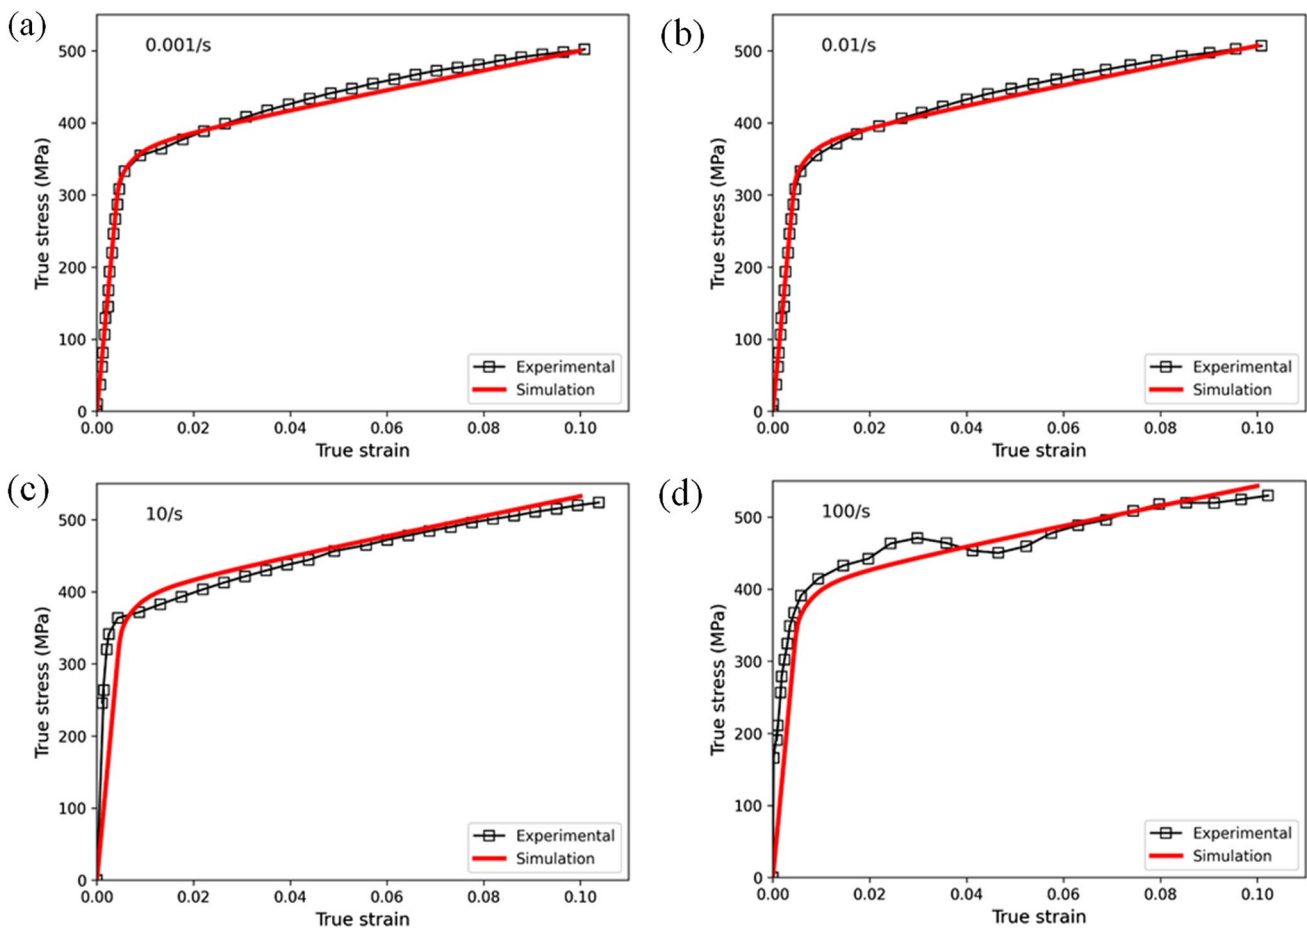 (a)
0.001/s
500
400
300
200
100
0
True stress (MPa)
Experimental
Simulation
0.00 0.02 0.04 0.06 0.08 0.10
True strain
(b)
0.01/s
500
400
300
200
100
0
True stress (MPa)
Experimental
Simulation
0.00 0.02 0.04 0.06 0.08 0.10
True strain
(c)
10/s
500
400
300
200
100
0
True stress (MPa)
Experimental
Simulation
0.00 0.02 0.04 0.06 0.08 0.10
True strain
(d)
100/s
500
400
300
200
100
0
True stress (MPa)
Experimental
Simulation
0.00 0.02 0.04 0.06 0.08 0.10
True strain